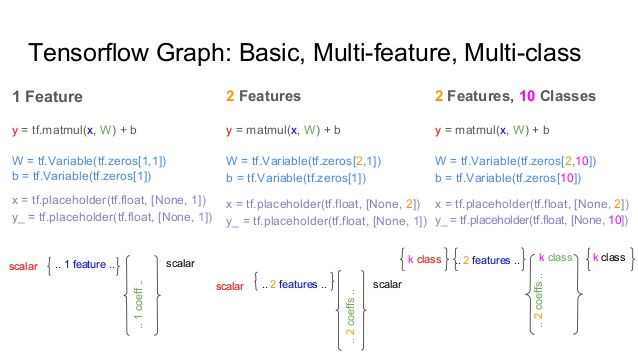 Tensorflow Graph: Basic, Multi-feature, Multi-class
1 Feature
y = tf.matmul(x, W) + b
W = tf.Variable(tf.zeros[1,1])
b = tf.Variable(tf.zeros[1])
x = tf.placeholder(tf.float, [None, 1])
y_ = tf.placeholder(tf.float, [None, 1])
scalar
.. 1 feature ..
.. 1 coeff ..
scalar
2 Features
y = matmul(x, W) + b
W = tf.Variable(tf.zeros[2,1])
b = tf.Variable(tf.zeros[1])
x = tf.placeholder(tf.float, [None, 2])
y_ = tf.placeholder(tf.float, [None, 1])
scalar
.. 2 features ..
.. 2 coeffs ..
scalar
2 Features, 10 Classes
y = matmul(x, W) + b
W = tf.Variable(tf.zeros[2,10])
b = tf.Variable(tf.zeros[10])
x = tf.placeholder(tf.float, [None, 2])
y_ = tf.placeholder(tf.float, [None, 10])
k class
.. 2 features ..
k class
.. 2 coeffs ..
k class